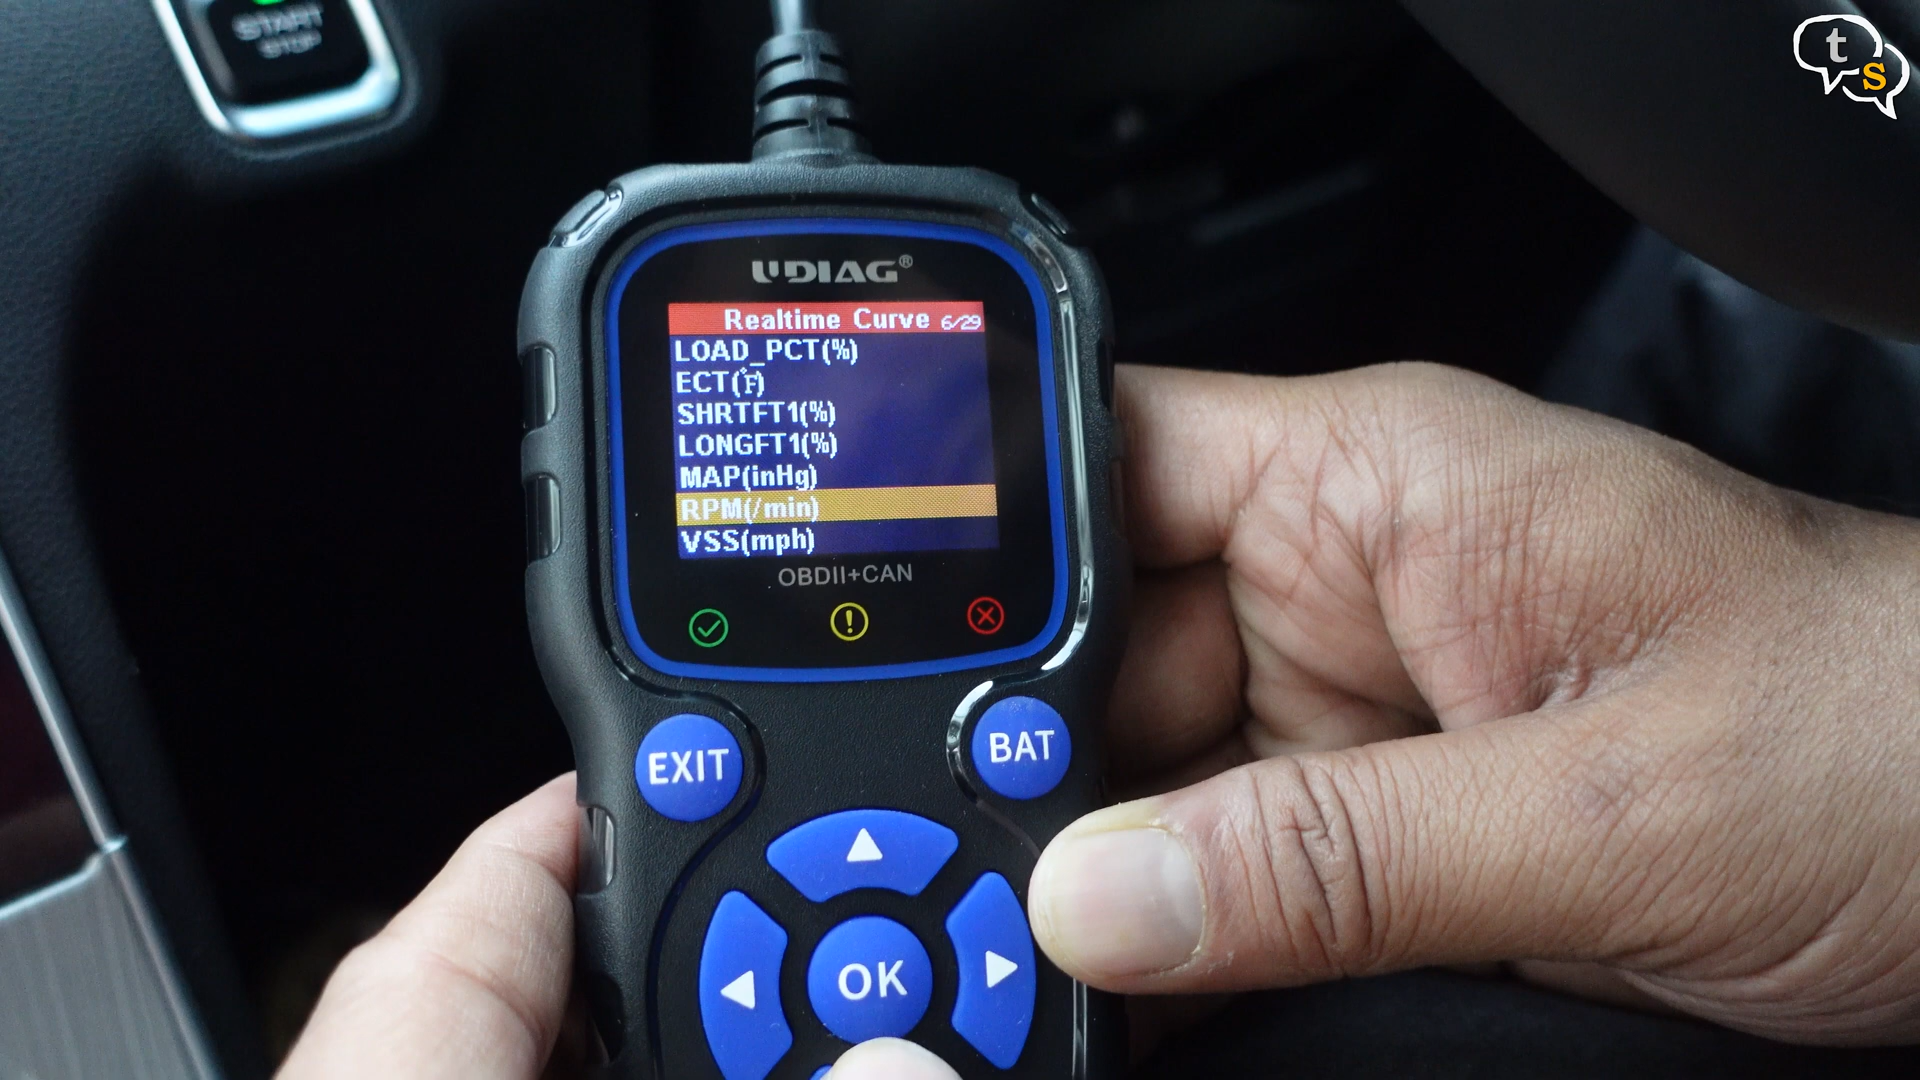 START
STOP
t
s
UDIAG®
Realtime Curve 6/29
LOAD_PCT(%)
ECT(°F)
SHRTFT1(%)
LONGFT1(%)
MAP(inHg)
RPM(/min)
VSS(mph)
OBDII+CAN
EXIT
BAT
OK